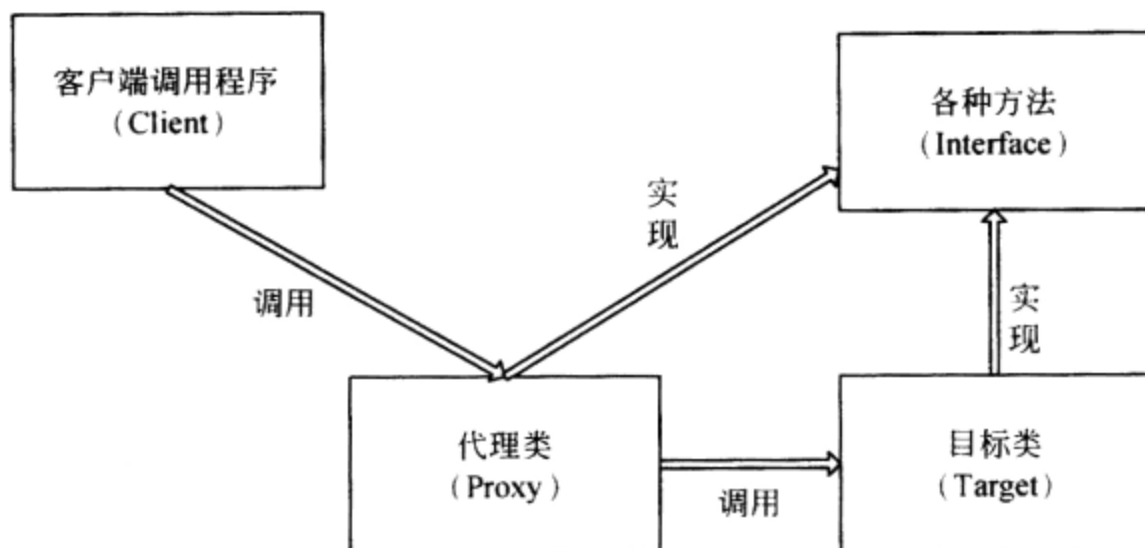 客户端调用程序
（Client）
各种方法
（Interface）
实
现
调用
实
现
代理类
（Proxy）
调用
目标类
（Target）